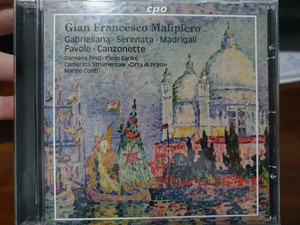 cpo
Gian Francesco Malipiero
Gabrieliana · Serenata · Madrigali
Favole · Canzonette
Damiana Pinti · Paolo Carlini
Camerata Strumentale »Città di Prato«
Marzio Conti